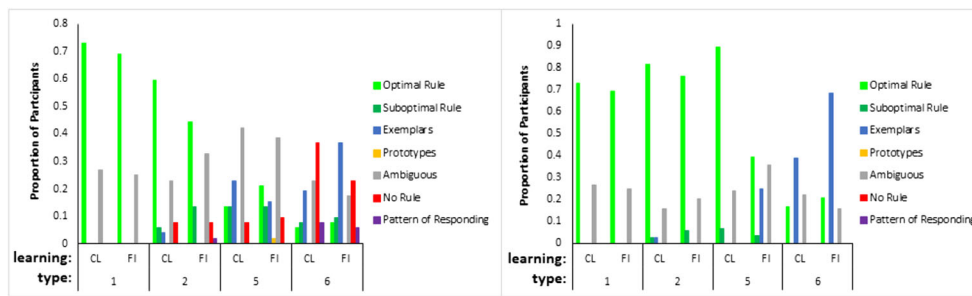 0.8
0.7
0.6
0.5
0.4
0.3
0.2
0.1
0
Proportion of Partcipants
Optimal Rule
Suboptimal Rule
Exemplars
Prototypes
Ambiguous
No Rule
Pattern of Responding
learning: CL FI CL FI CL FI CL FI
type: 1 2 5 6
1
0.9
0.8
0.7
0.6
0.5
0.4
0.3
0.2
0.1
0
Proportion of Participants
Optimal Rule
Suboptimal Rule
Exemplars
Prototypes
Ambiguous
No Rule
Pattern of Responding
learning: CL FI CL FI CL FI CL FI
type: 1 2 5 6